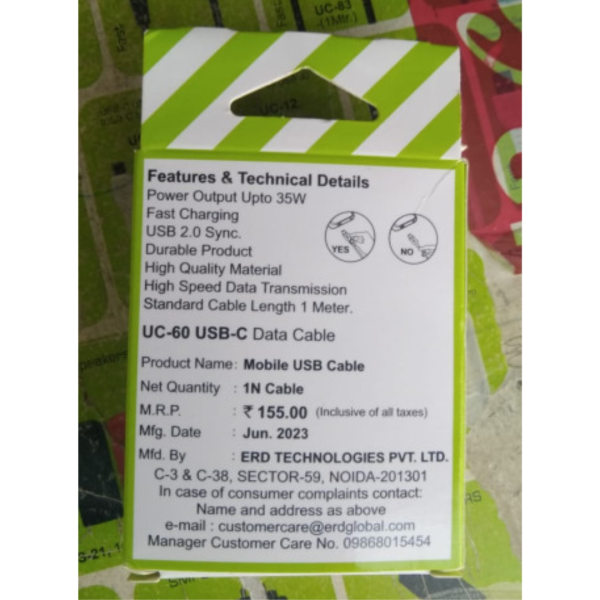 UC-83
(1Mtr.)
UC-12
Features & Technical Details
Power Output Upto 35W
Fast Charging
USB 2.0 Sync.
Durable Product
High Quality Material
High Speed Data Transmission
Standard Cable Length 1 Meter.
YES
NO
UC-60 USB-C Data Cable
Product Name: Mobile USB Cable
Net Quantity : 1N Cable
M.R.P. : ₹ 155.00 (Inclusive of all taxes)
Mfg. Date : Jun. 2023
Mfd. By : ERD TECHNOLOGIES PVT. LTD.
C-3 & C-38, SECTOR-59, NOIDA-201301
In case of consumer complaints contact:
Name and address as above
e-mail : customercare@erdglobal.com
Manager Customer Care No. 09868015454